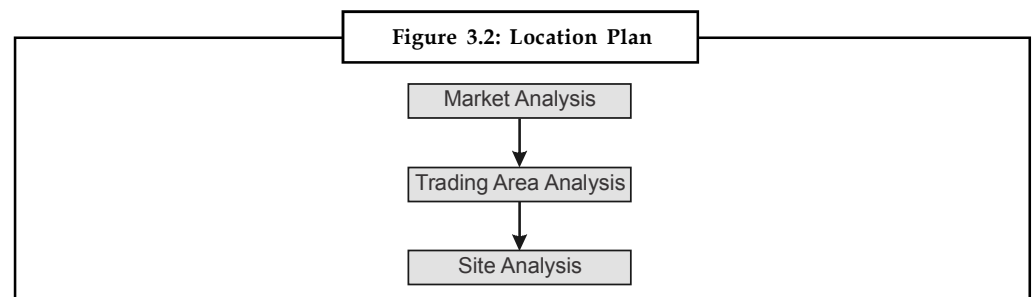 Figure 3.2: Location Plan
Market Analysis
Trading Area Analysis
Site Analysis